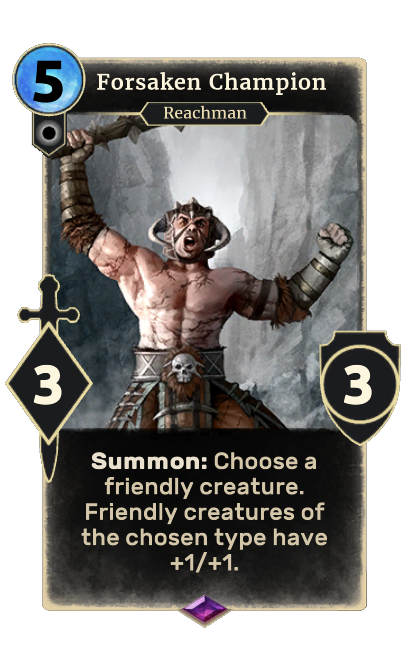 5
Forsaken Champion
Reachman
3
3
Summon: Choose a
friendly creature.
Friendly creatures of
the chosen type have
+1/+1.